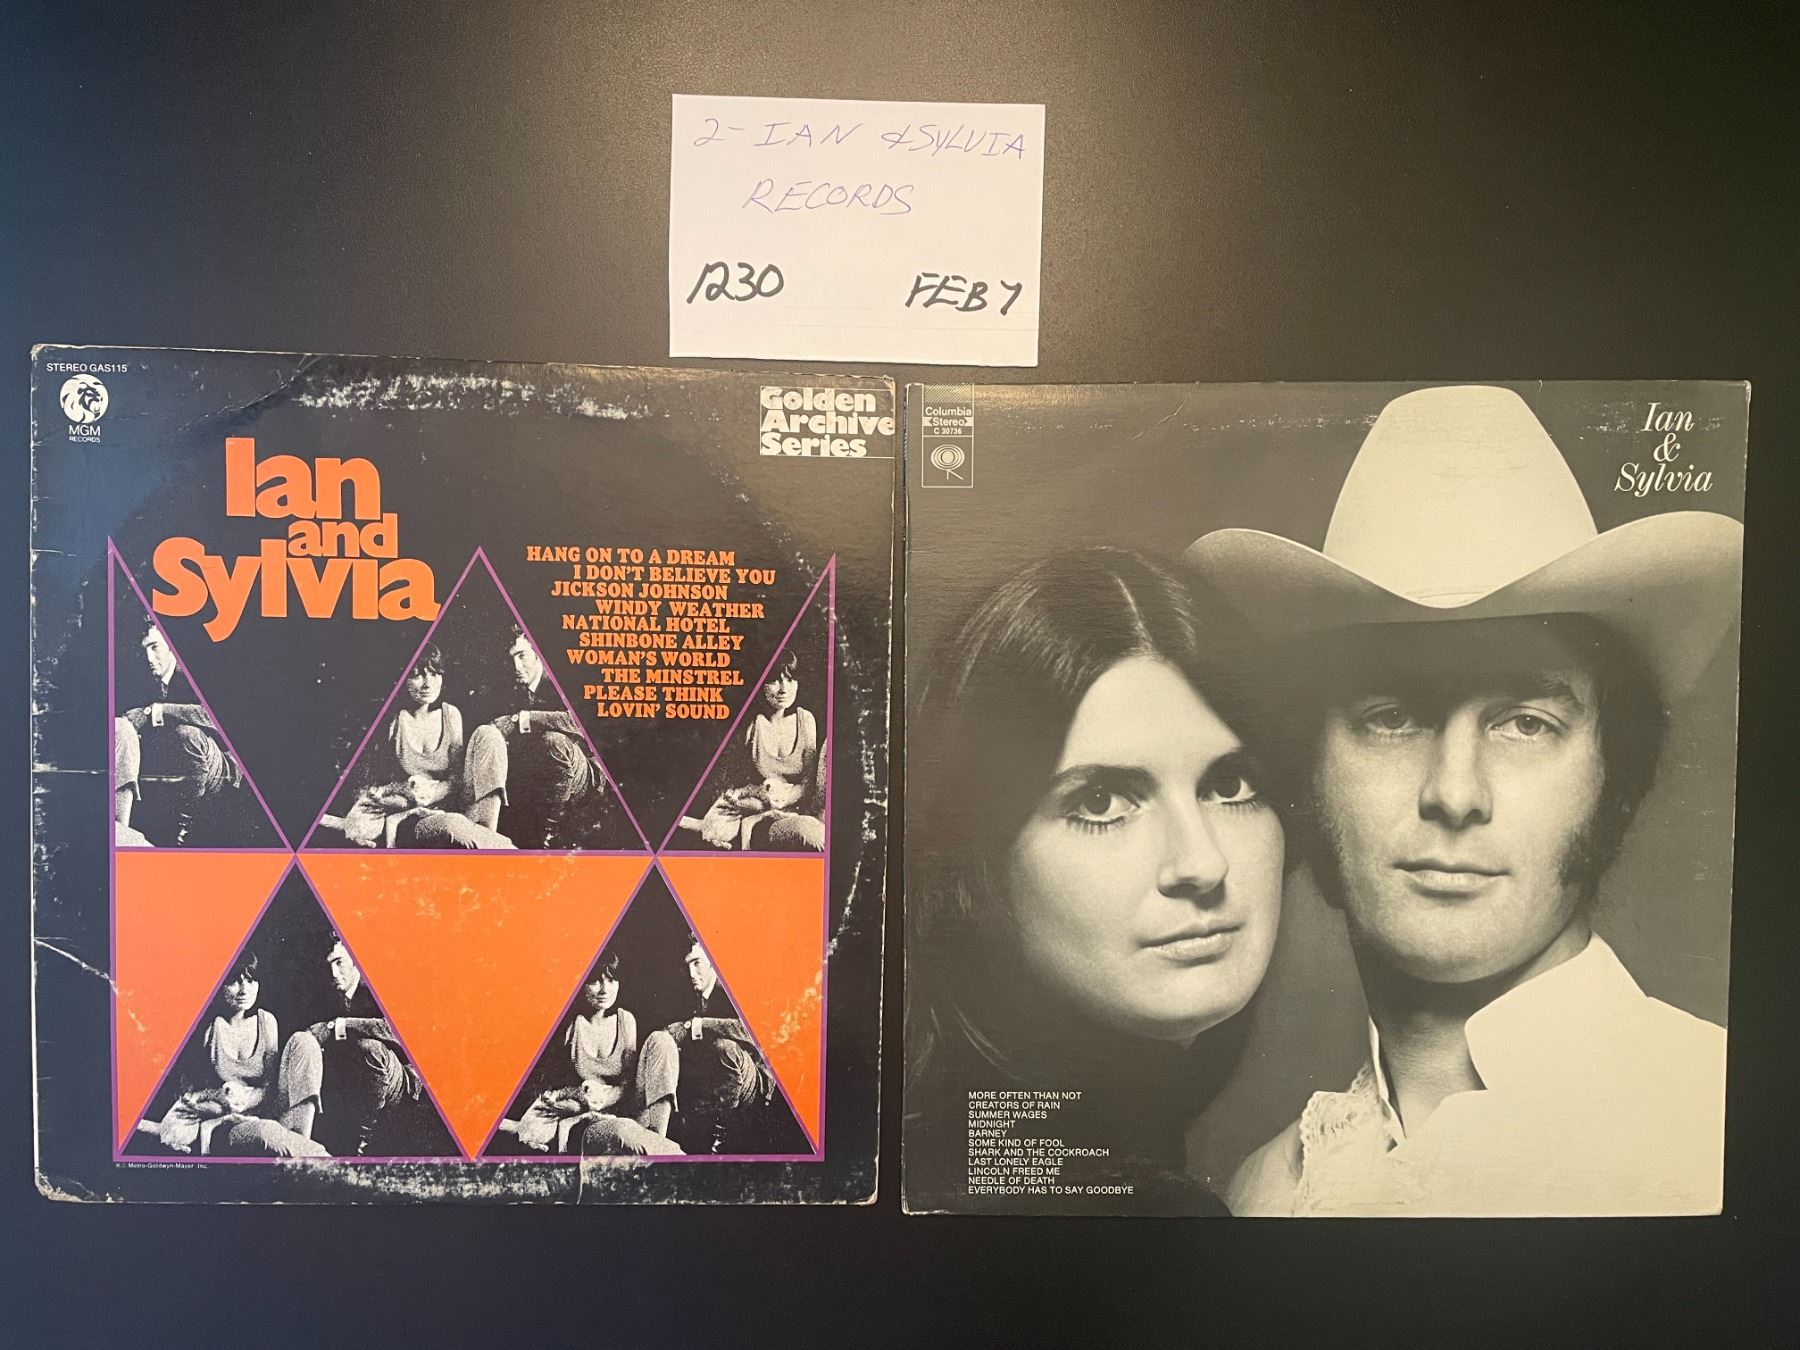 2- IAN & SYLVIA
RECORDS
1230 FEB 7
STEREO GAS115
MGM
RECORDS
Golden
Archive
Series
Ian
and
Sylvia
HANG ON TO A DREAM
I DON'T BELIEVE YOU
JICKSON JOHNSON
WINDY WEATHER
NATIONAL HOTEL
SHINBONE ALLEY
WOMAN'S WORLD
THE MINSTREL
PLEASE THINK
LOVIN' SOUND
Metro-Goldwyn-Mayer Inc.
Columbia
Stereo
C 30736
Ian
&
Sylvia
MORE OFTEN THAN NOT
CREATORS OF RAIN
SUMMER WAGES
MIDNIGHT
BARNEY
SOME KIND OF FOOL
SHARK AND THE COCKROACH
LAST LONELY EAGLE
LINCOLN FREED ME
NEEDLE OF DEATH
EVERYBODY HAS TO SAY GOODBYE